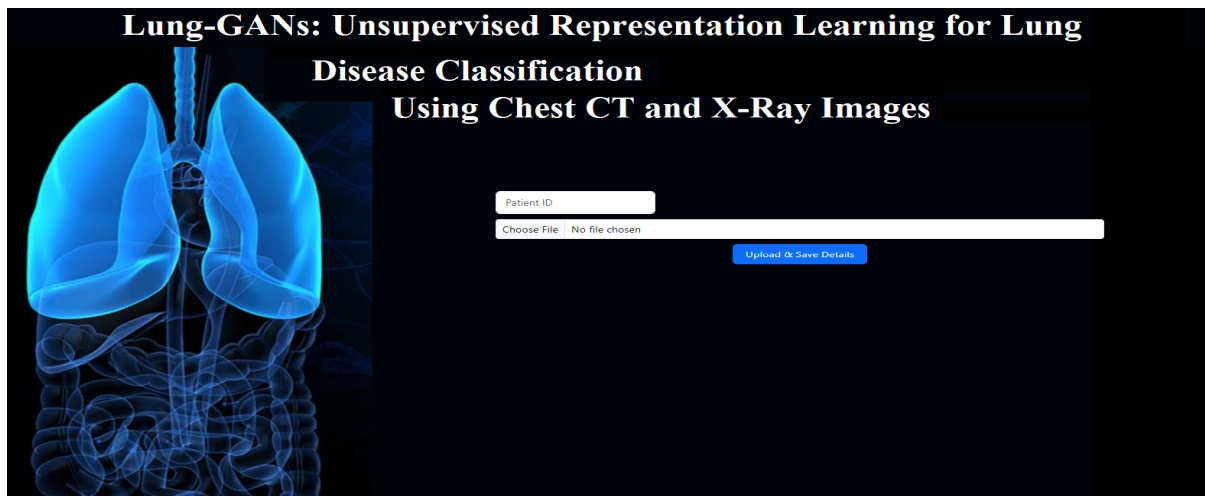 Lung-GANs: Unsupervised Representation Learning for Lung
Disease Classification
Using Chest CT and X-Ray Images
Patient ID
Choose File No file chosen
Upload & Save Details